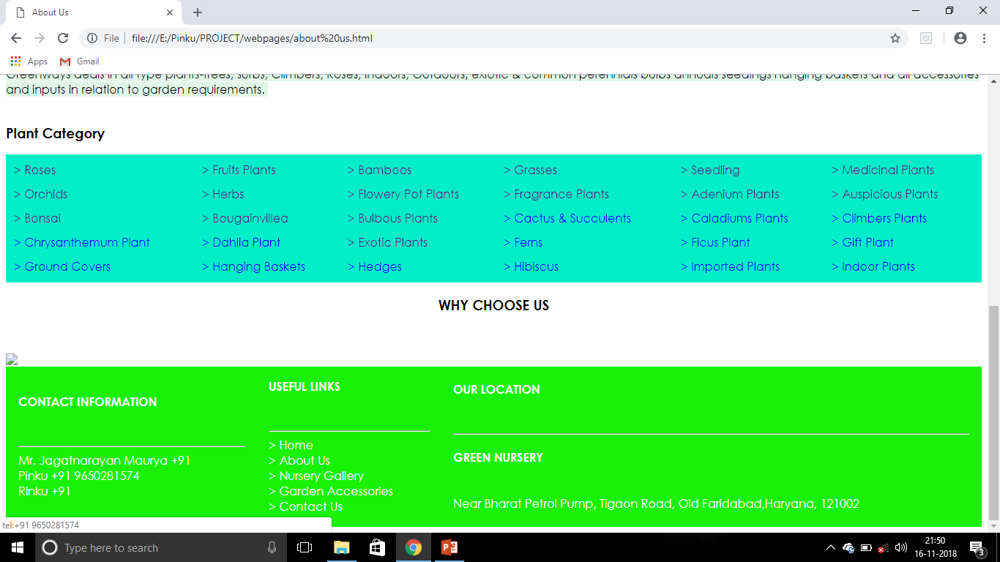 About Us
File
file:///E:/Pinku/PROJECT/webpages/about%20us.html
Apps
Gmail
Greenways deals in all type plants-trees, surbs, Climbers, Roses, Indoors, Outdoors, exiotic & common perennials bulbs annuals seedings hanging baskets and all accessories
and inputs in relation to garden requirements.
Plant Category
> Roses > Fruits Plants > Bamboos > Grasses > Seedling > Medicinal Plants
> Orchids > Herbs > Flowery Pot Plants > Fragrance Plants > Adenium Plants > Auspicious Plants
> Bonsai > Bougainvillea > Bulbous Plants > Cactus & Succulents > Caladiums Plants > Climbers Plants
> Chrysanthemum Plant > Dahlia Plant > Exotic Plants > Ferns > Ficus Plant > Gift Plant
> Ground Covers > Hanging Baskets > Hedges > Hibiscus > Imported Plants > Indoor Plants
WHY CHOOSE US
CONTACT INFORMATION
Mr. Jagatnarayan Maurya +91
Pinku +91 9650281574
Rinku +91
USEFUL LINKS
> Home
> About Us
> Nursery Gallery
> Garden Accessories
> Contact Us
OUR LOCATION
GREEN NURSERY
Near Bharat Petrol Pump, Tigaon Road, Old Faridabad,Haryana, 121002
tel:+91 9650281574
Type here to search
21:50
16-11-2018
3